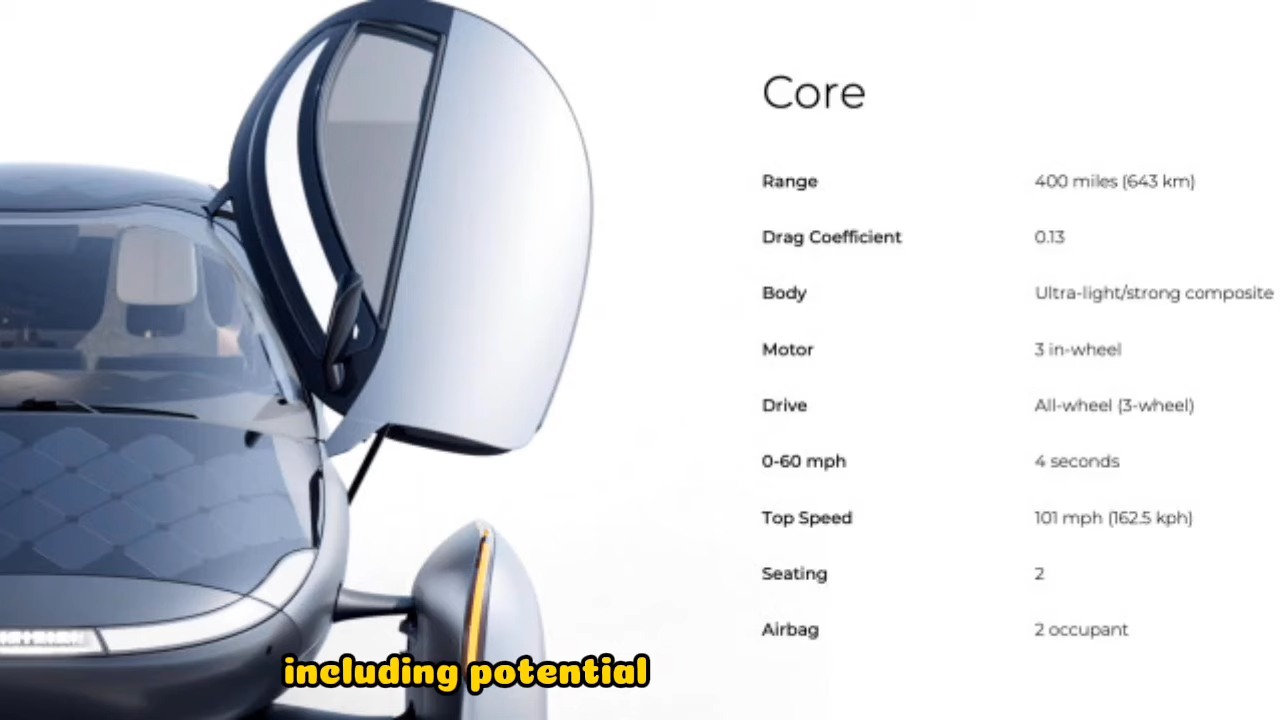 Core
Range 400 miles (643 km)
Drag Coefficient 0.13
Body Ultra-light/strong composite
Motor 3 in-wheel
Drive All-wheel (3-wheel)
0-60 mph 4 seconds
Top Speed 101 mph (162.5 kph)
Seating 2
Airbag 2 occupant
including potential